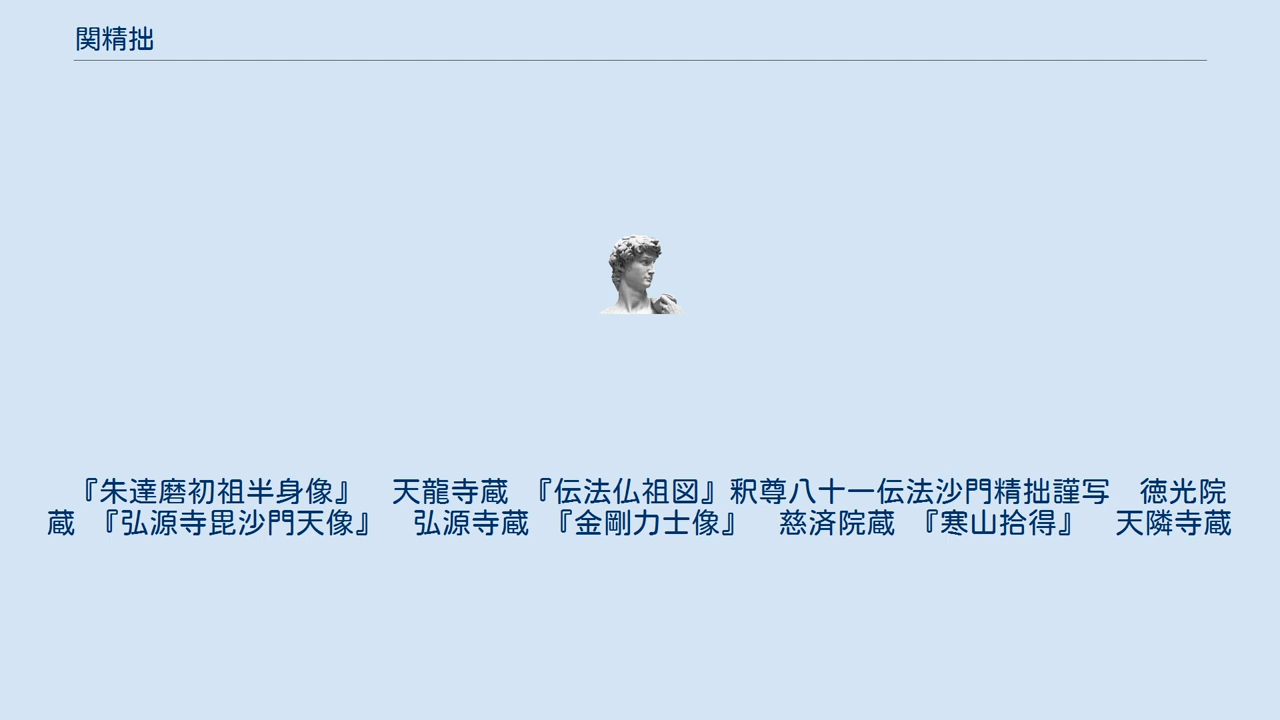 関精拙
『朱達磨初祖半身像』　天龍寺蔵 『伝法仏祖図』釈尊八十一伝法沙門精拙謹写　徳光院
蔵 『弘源寺毘沙門天像』　弘源寺蔵 『金剛力士像』　慈済院蔵 『寒山拾得』　天隣寺蔵